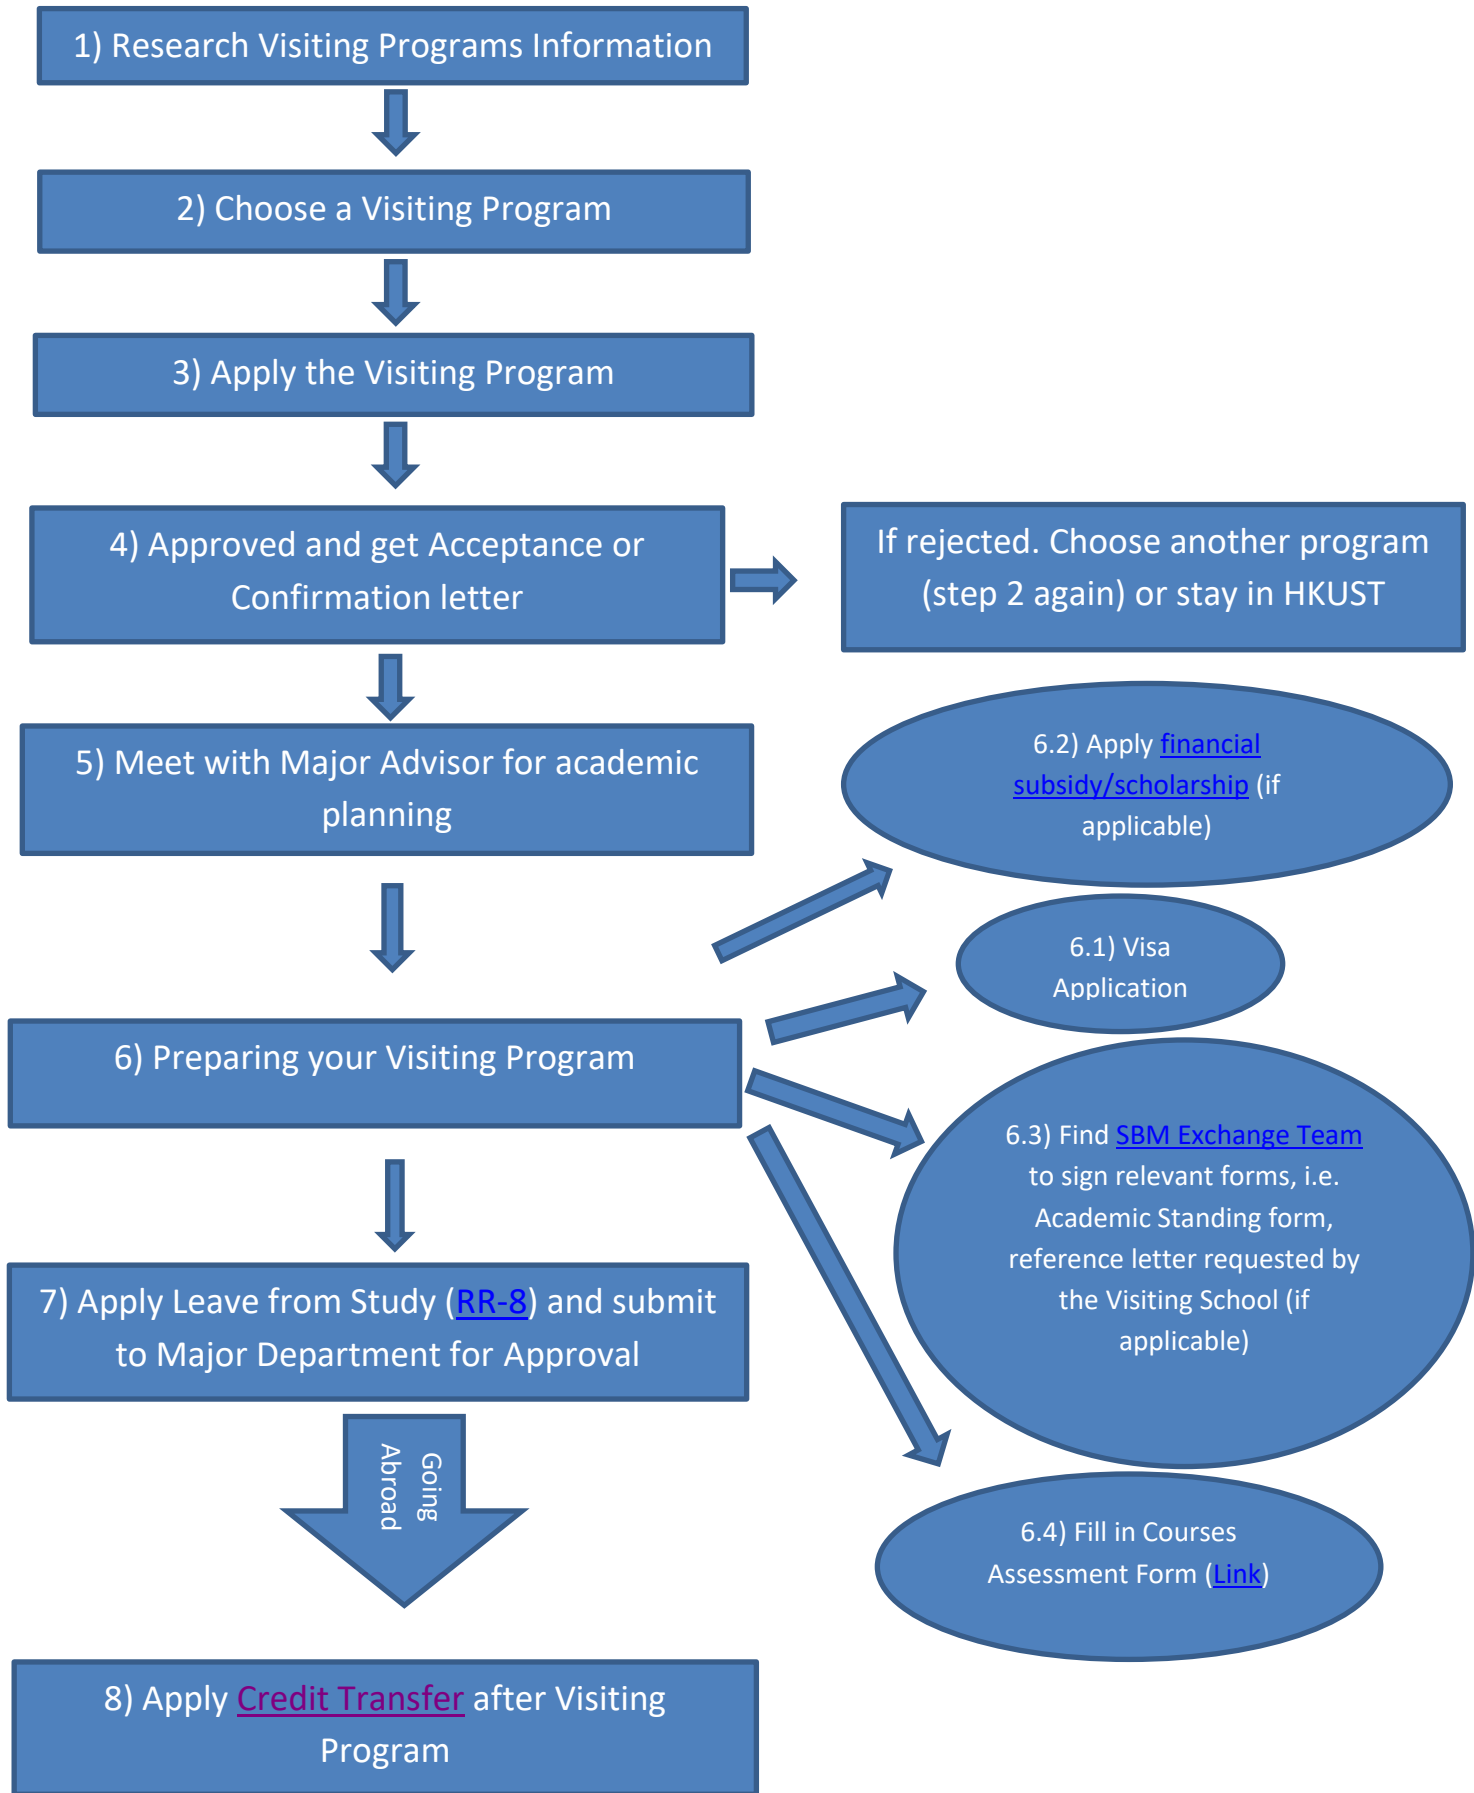 1) Research Visiting Programs Information
2) Choose a Visiting Program
3) Apply the Visiting Program
4) Approved and get Acceptance or
Confirmation letter
If rejected. Choose another program
(step 2 again) or stay in HKUST
5) Meet with Major Advisor for academic
planning
6.2) Apply financial
subsidy/scholarship (if
applicable)
6.1) Visa
Application
6) Preparing your Visiting Program
6.3) Find SBM Exchange Team
to sign relevant forms, i.e.
Academic Standing form,
reference letter requested by
the Visiting School (if
applicable)
7) Apply Leave from Study (RR-8) and submit
to Major Department for Approval
Going
Abroad
6.4) Fill in Courses
Assessment Form (Link)
8) Apply Credit Transfer after Visiting
Program